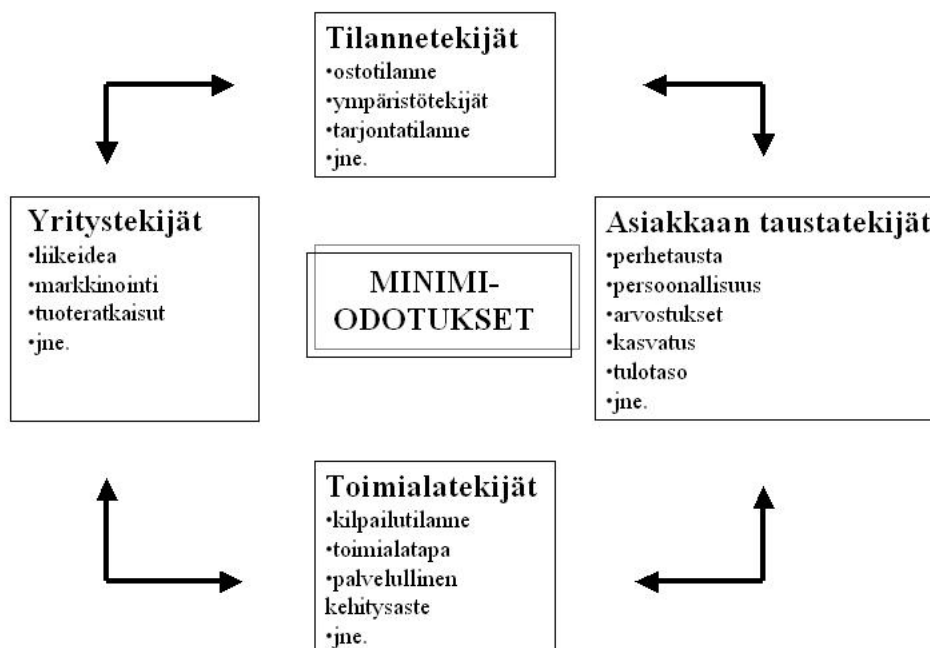 Tilannetekijät
•ostotilanne
•ympäristötekijät
•tarjontatilanne
•jne.
Yritystekijät
•liikeidea
•markkinointi
•tuoteratkaisut
•jne.
MINIMI-
ODOTUKSET
Asiakkaan taustatekijät
•perhetausta
•persoonallisuus
•arvostukset
•kasvatus
•tulotaso
•jne.
Toimialatekijät
•kilpailutilanne
•toimialatapa
•palvelullinen
kehitysaste
•jne.